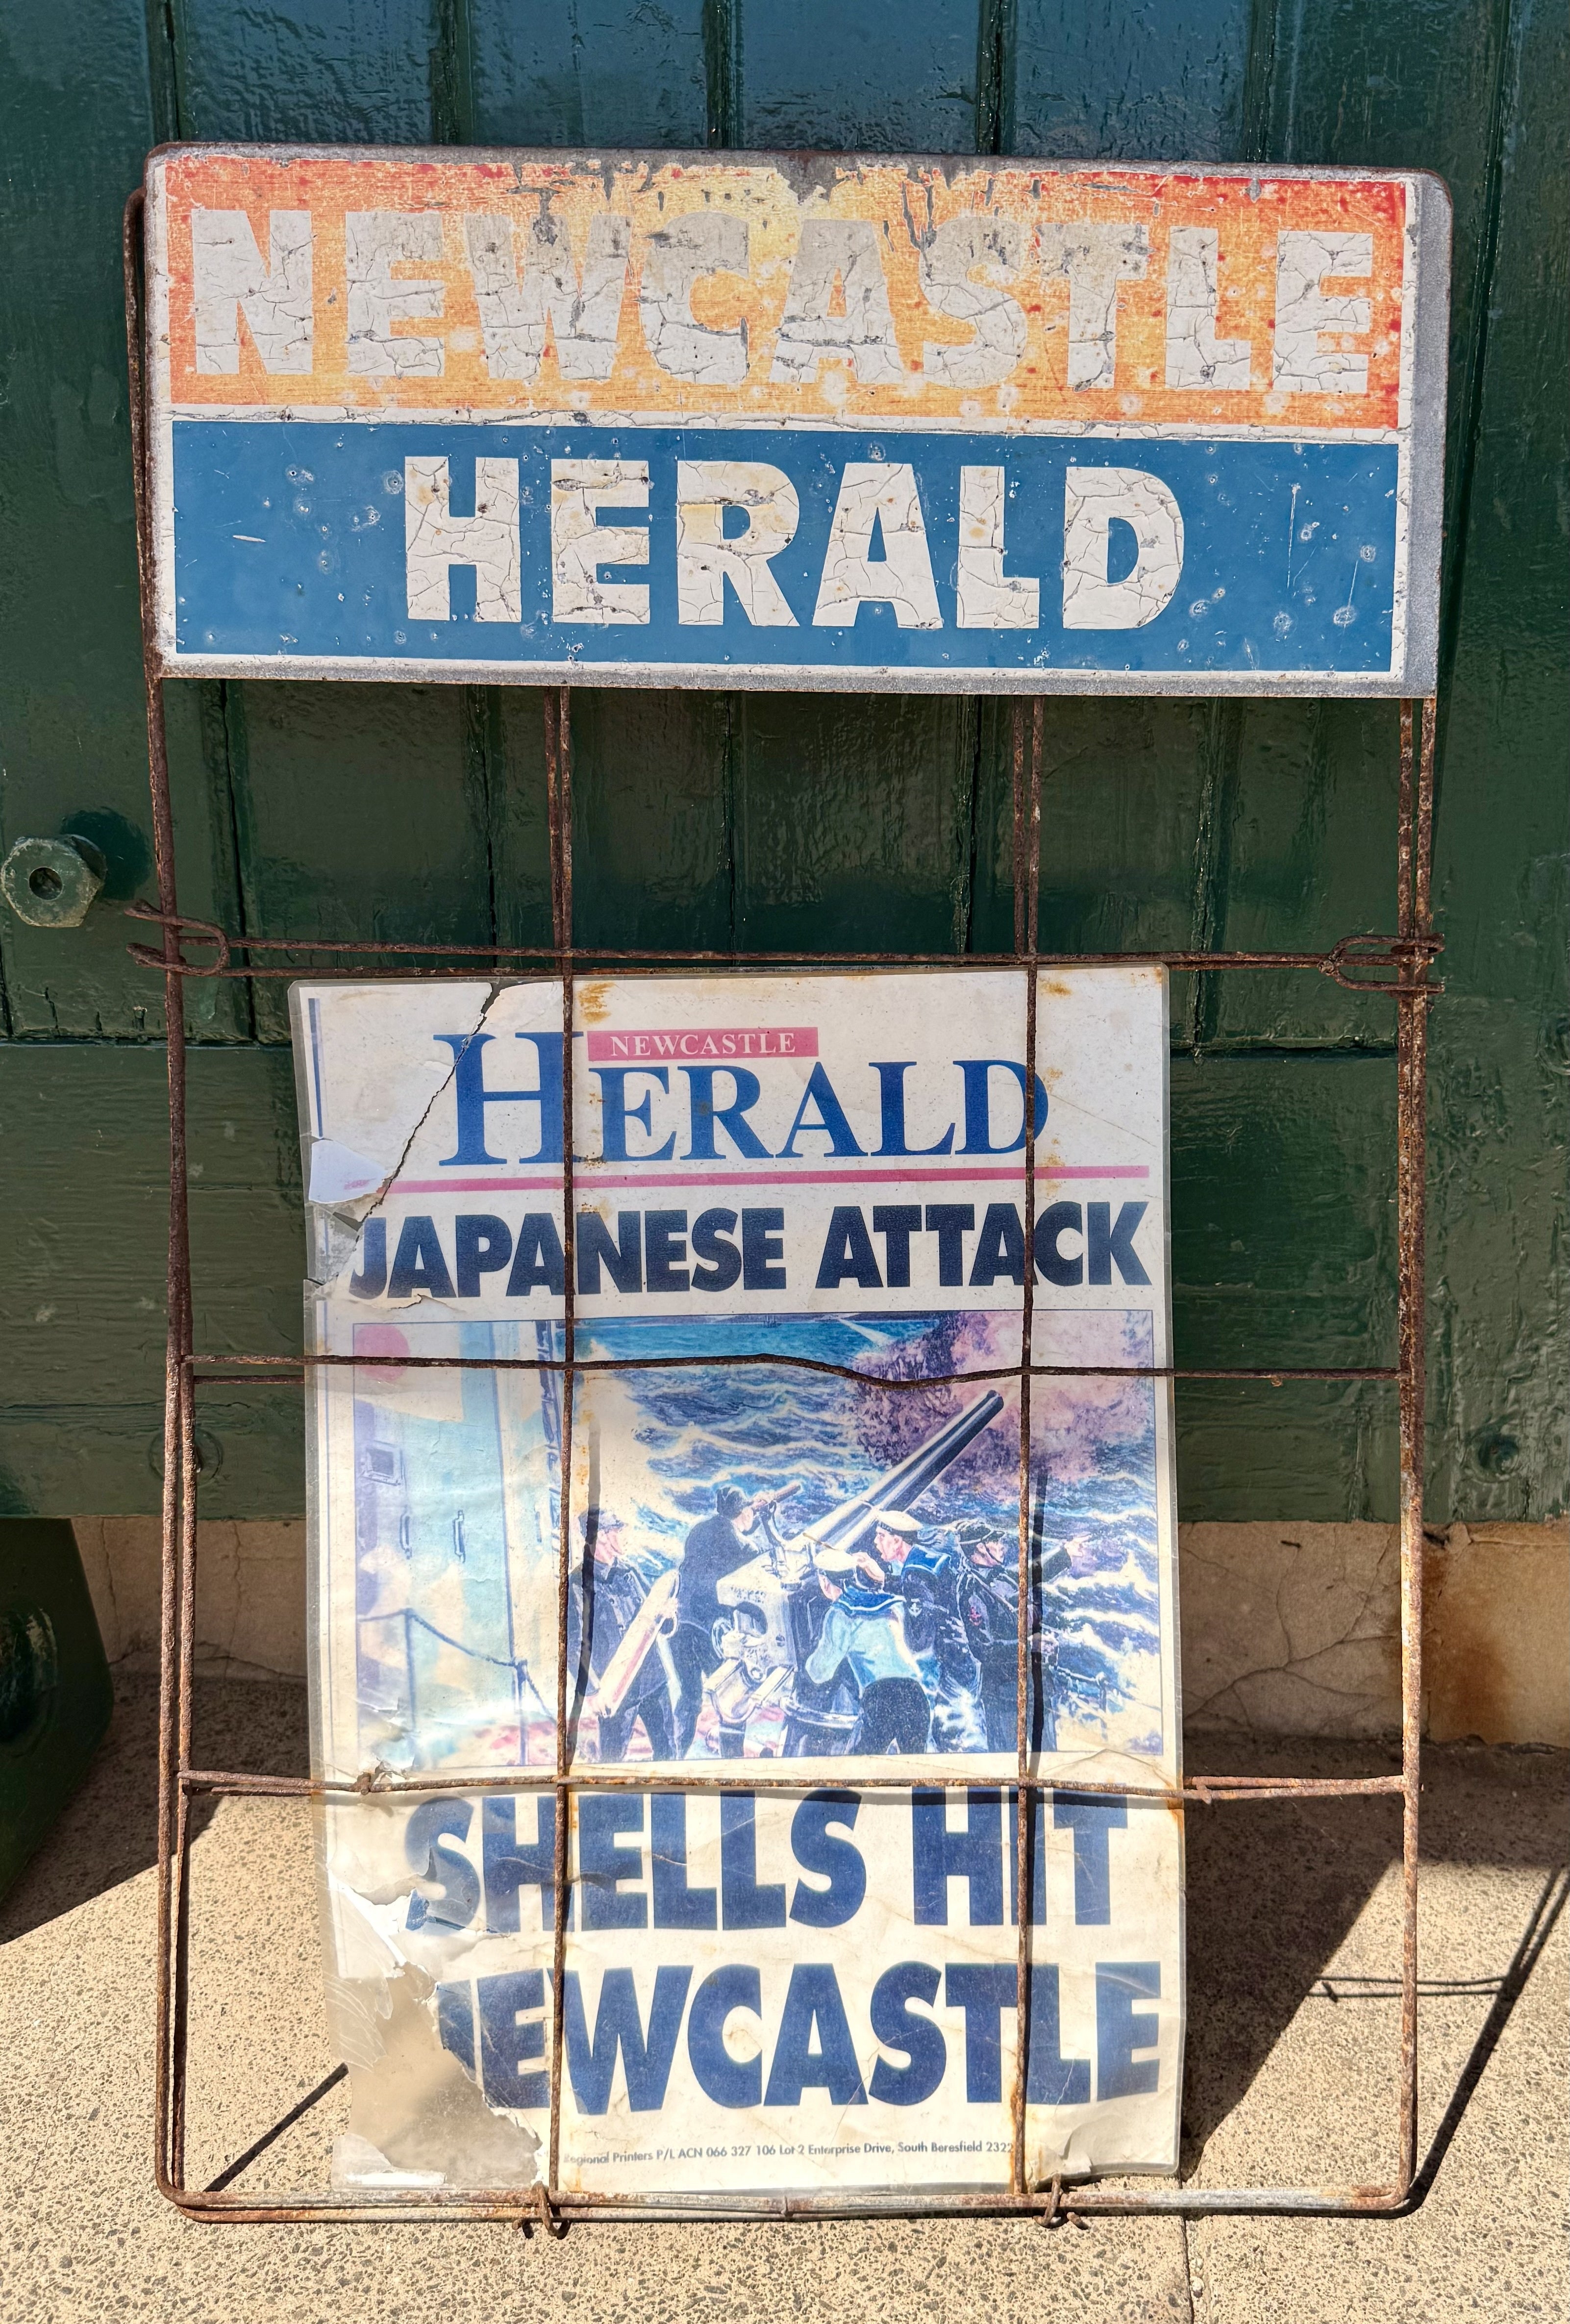 NEWCASTLE
HERALD
NEWCASTLE
HERALD
JAPANESE ATTACK
SHELLS HIT
NEWCASTLE
Regional Printers P/L ACN 066 327 106 Lot 2 Enterprise Drive, South Beresfield 2322